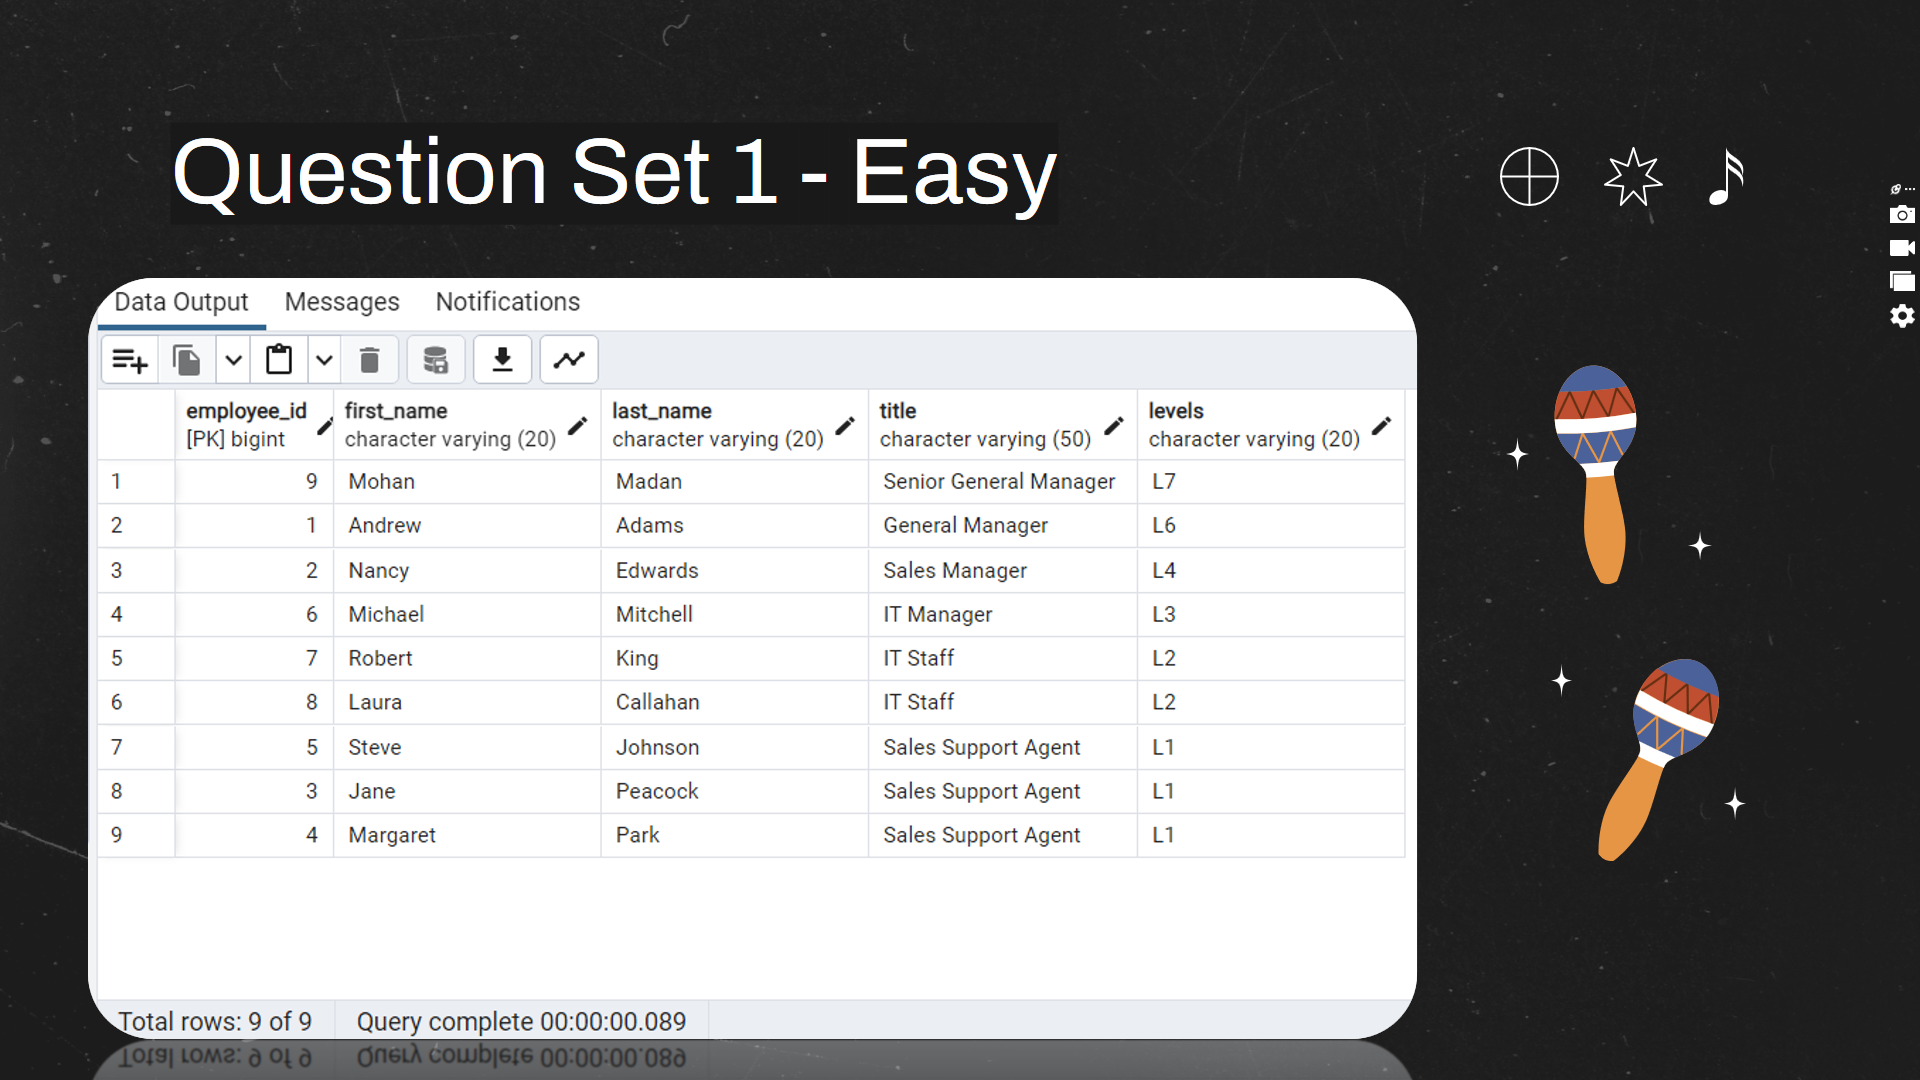 Question Set 1 - Easy
Data Output Messages Notifications
employee_id first_name last_name title levels
[PK] bigint character varying (20) character varying (20) character varying (50) character varying (20)
1 9 Mohan Madan Senior General Manager L7
2 1 Andrew Adams General Manager L6
3 2 Nancy Edwards Sales Manager L4
4 6 Michael Mitchell IT Manager L3
5 7 Robert King IT Staff L2
6 8 Laura Callahan IT Staff L2
7 5 Steve Johnson Sales Support Agent L1
8 3 Jane Peacock Sales Support Agent L1
9 4 Margaret Park Sales Support Agent L1
Total rows: 9 of 9 Query complete 00:00:00.089